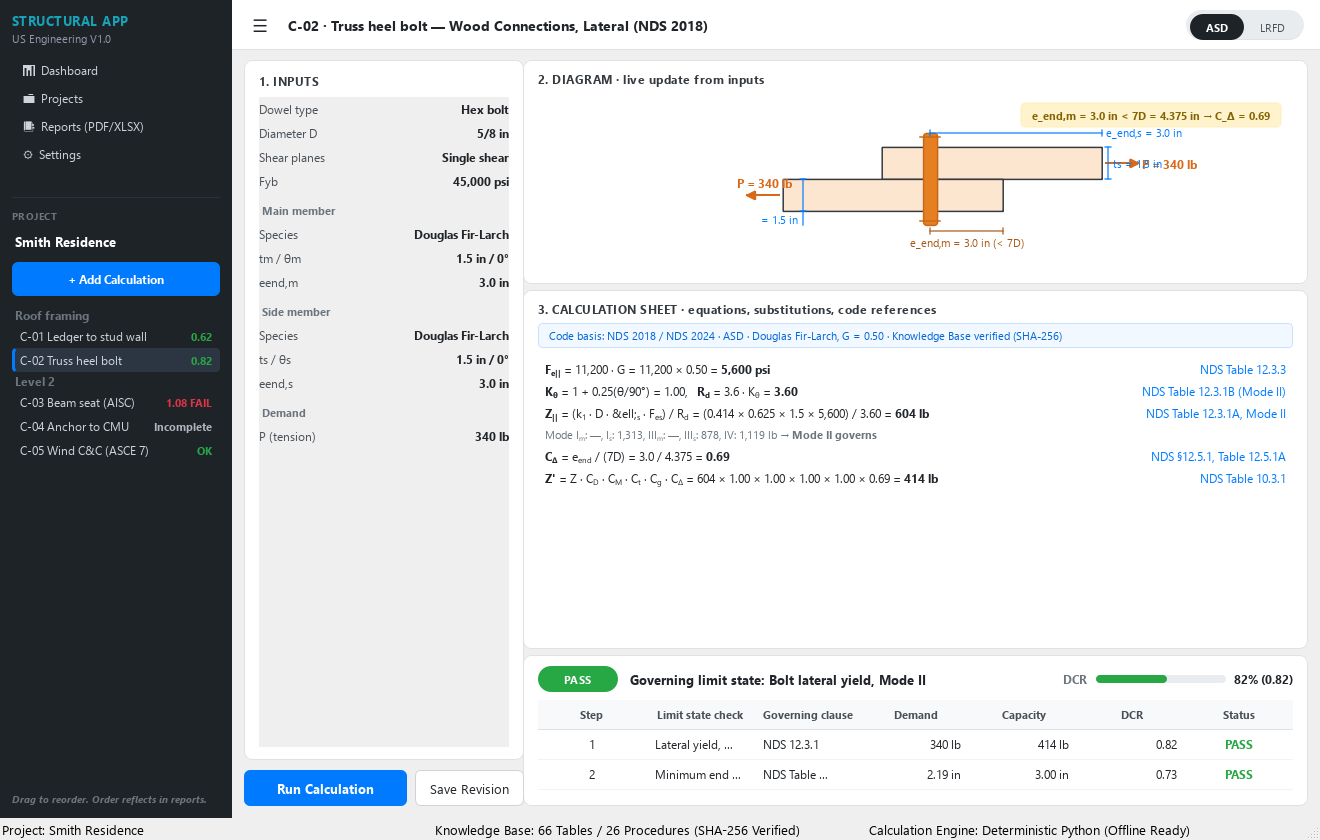 STRUCTURAL APP
US Engineering V1.0
Dashboard
Projects
Reports (PDF/XLSX)
Settings
PROJECT
Smith Residence
+ Add Calculation
Roof framing
C-01 Ledger to stud wall 0.62
C-02 Truss heel bolt 0.82
Level 2
C-03 Beam seat (AISC) 1.08 FAIL
C-04 Anchor to CMU Incomplete
C-05 Wind C&C (ASCE 7) OK
Drag to reorder. Order reflects in reports.
C-02 · Truss heel bolt — Wood Connections, Lateral (NDS 2018)
ASD LRFD
1. INPUTS
Dowel type Hex bolt
Diameter D 5/8 in
Shear planes Single shear
Fyb 45,000 psi
Main member
Species Douglas Fir-Larch
tm / θm 1.5 in / 0°
eend,m 3.0 in
Side member
Species Douglas Fir-Larch
ts / θs 1.5 in / 0°
eend,s 3.0 in
Demand
P (tension) 340 lb
Run Calculation
Save Revision
2. DIAGRAM · live update from inputs
e_end,m = 3.0 in < 7D = 4.375 in → C_Δ = 0.69
e_end,s = 3.0 in
ts = 1.5 in
P = 340 lb
P = 340 lb
= 1.5 in
e_end,m = 3.0 in (< 7D)
3. CALCULATION SHEET · equations, substitutions, code references
Code basis: NDS 2018 / NDS 2024 · ASD · Douglas Fir-Larch, G = 0.50 · Knowledge Base verified (SHA-256)
Fe|| = 11,200 · G = 11,200 × 0.50 = 5,600 psi NDS Table 12.3.3
Kθ = 1 + 0.25(θ/90°) = 1.00, Rd = 3.6 · Kθ = 3.60 NDS Table 12.3.1B (Mode II)
Z|| = (k1 · D · &ell;s · Fes) / Rd = (0.414 × 0.625 × 1.5 × 5,600) / 3.60 = 604 lb NDS Table 12.3.1A, Mode II
Mode Im: —, Is: 1,313, IIIm: —, IIIs: 878, IV: 1,119 lb → Mode II governs
CΔ = eend / (7D) = 3.0 / 4.375 = 0.69 NDS §12.5.1, Table 12.5.1A
Z' = Z · CD · CM · Ct · Cg · CΔ = 604 × 1.00 × 1.00 × 1.00 × 1.00 × 0.69 = 414 lb NDS Table 10.3.1
PASS
Governing limit state: Bolt lateral yield, Mode II
DCR 82% (0.82)
Step Limit state check Governing clause Demand Capacity DCR Status
1 Lateral yield, ... NDS 12.3.1 340 lb 414 lb 0.82 PASS
2 Minimum end ... NDS Table ... 2.19 in 3.00 in 0.73 PASS
Project: Smith Residence
Knowledge Base: 66 Tables / 26 Procedures (SHA-256 Verified)
Calculation Engine: Deterministic Python (Offline Ready)